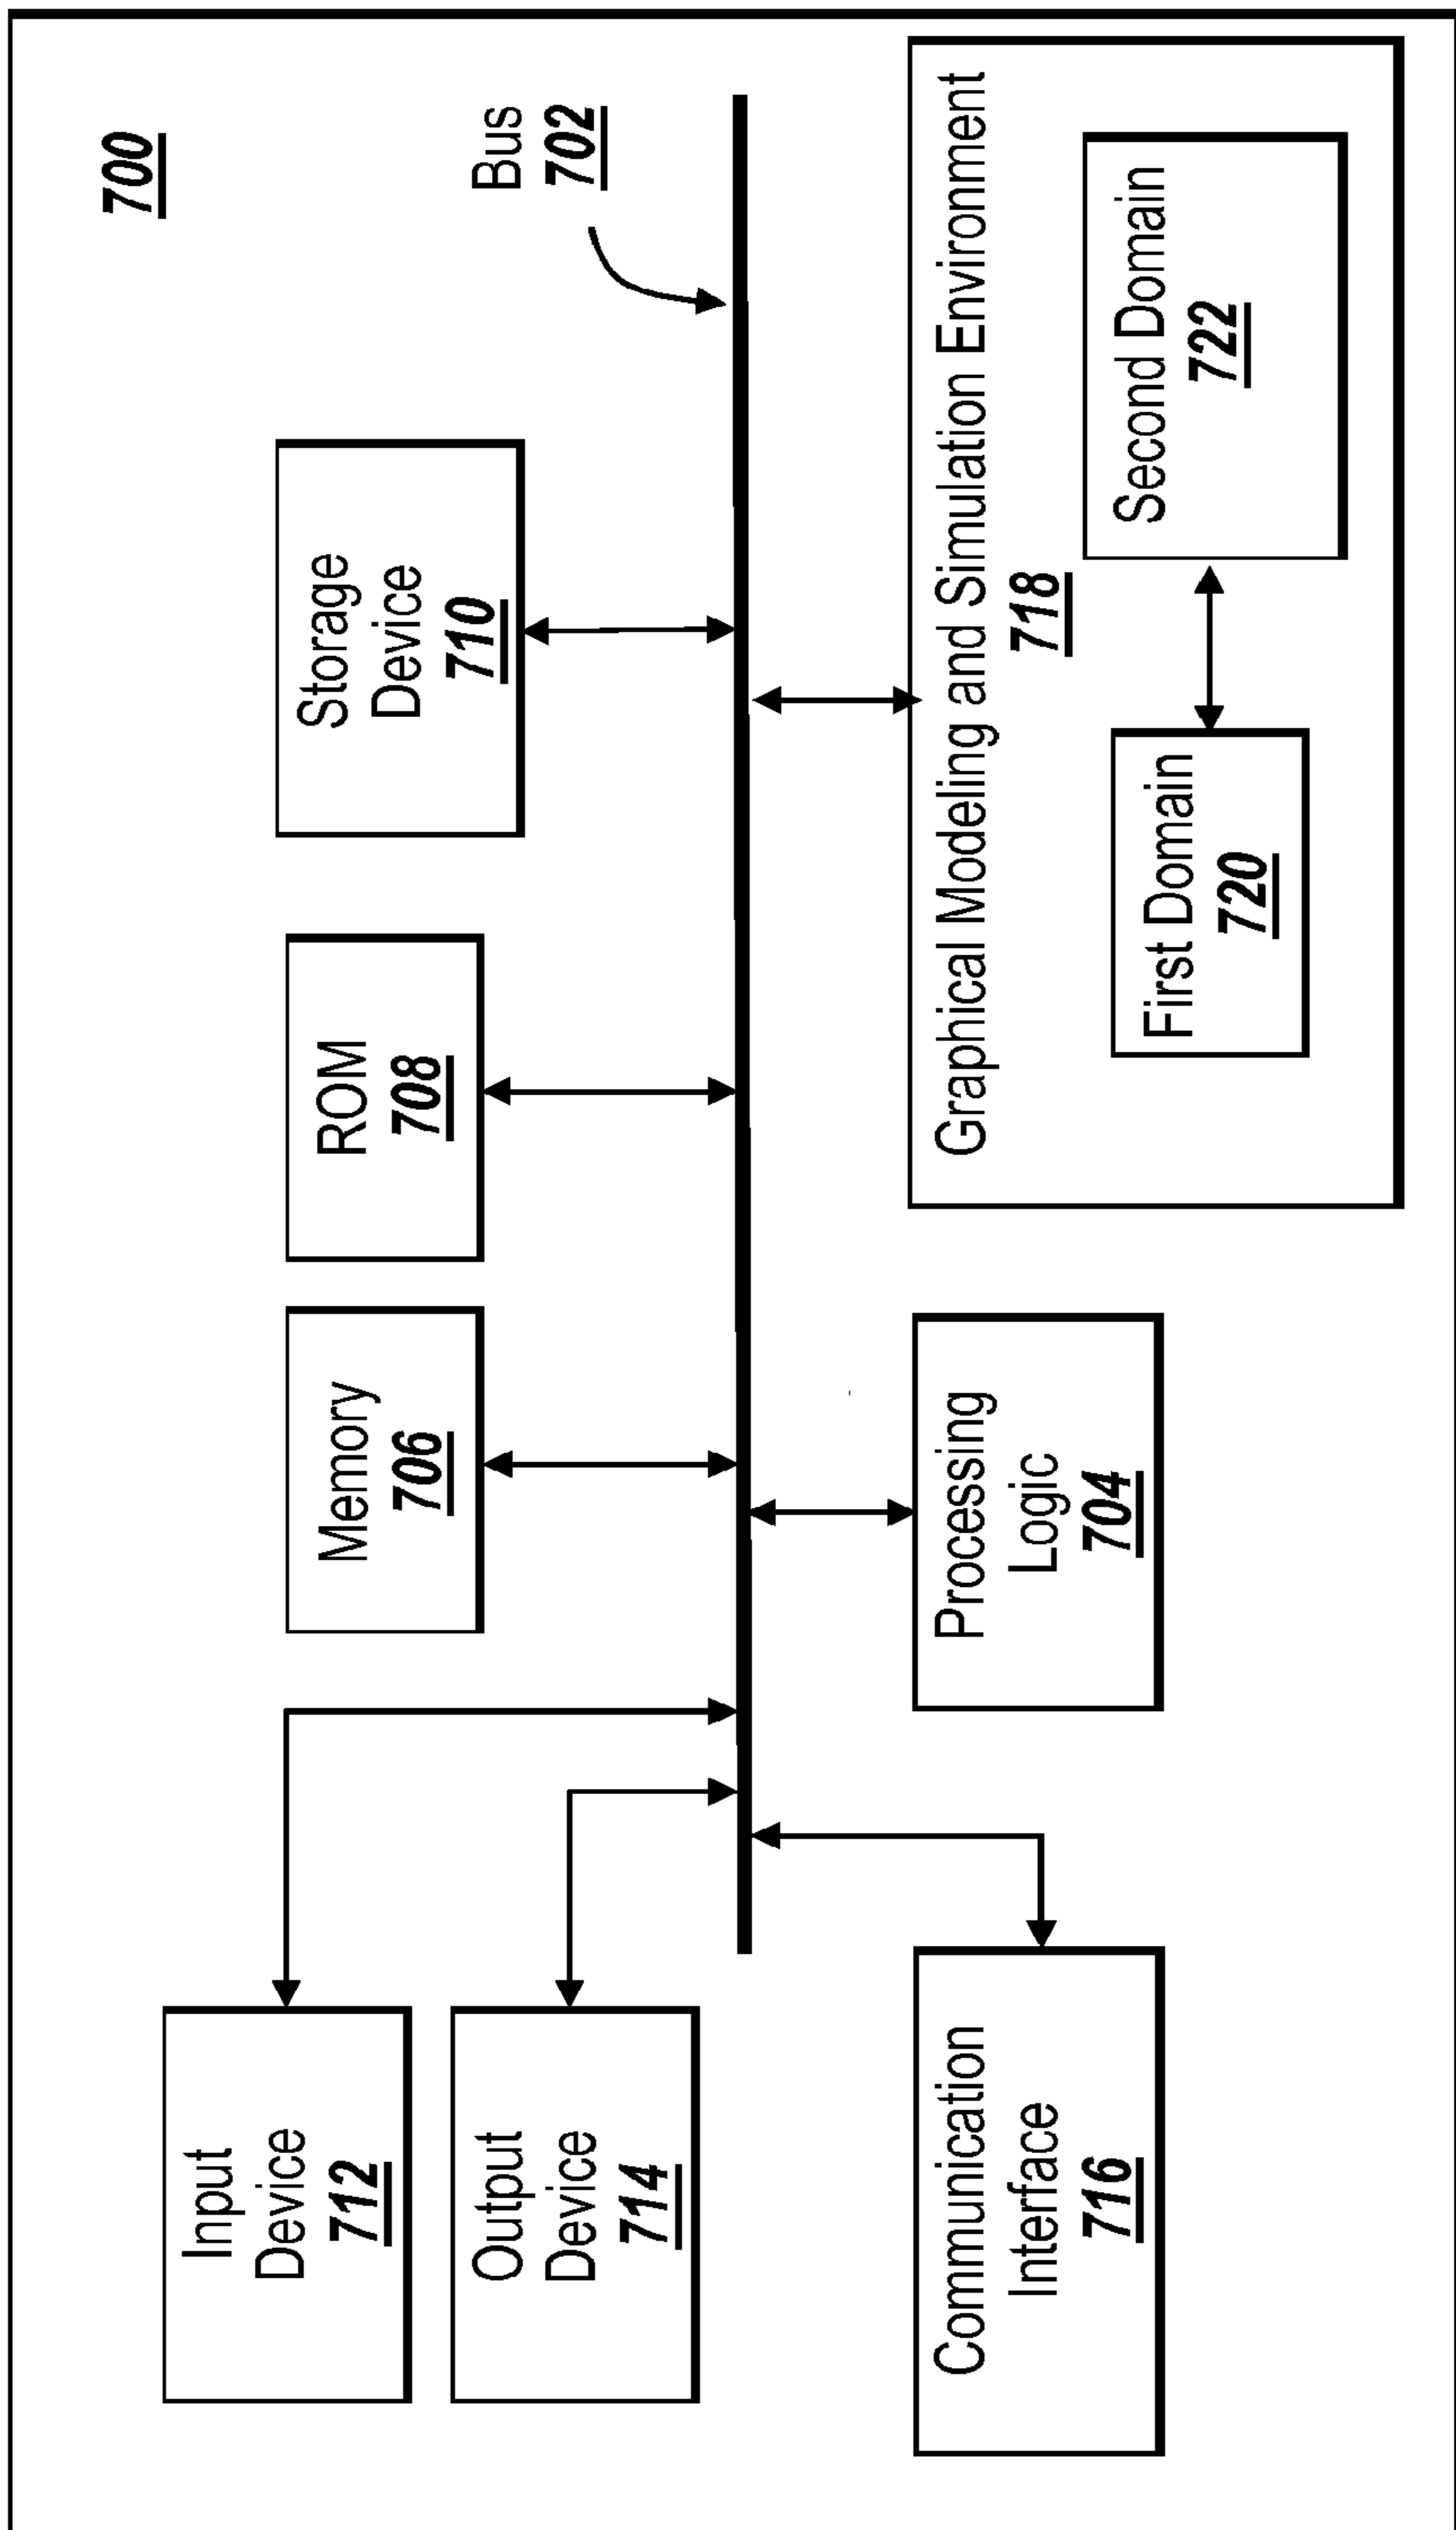 700
Bus
702
Input
Device
712
Output
Device
714
Memory
706
ROM
708
Storage
Device
710
Communication
Interface
716
Processing
Logic
704
Graphical Modeling and Simulation Environment
718
First Domain
720
Second Domain
722